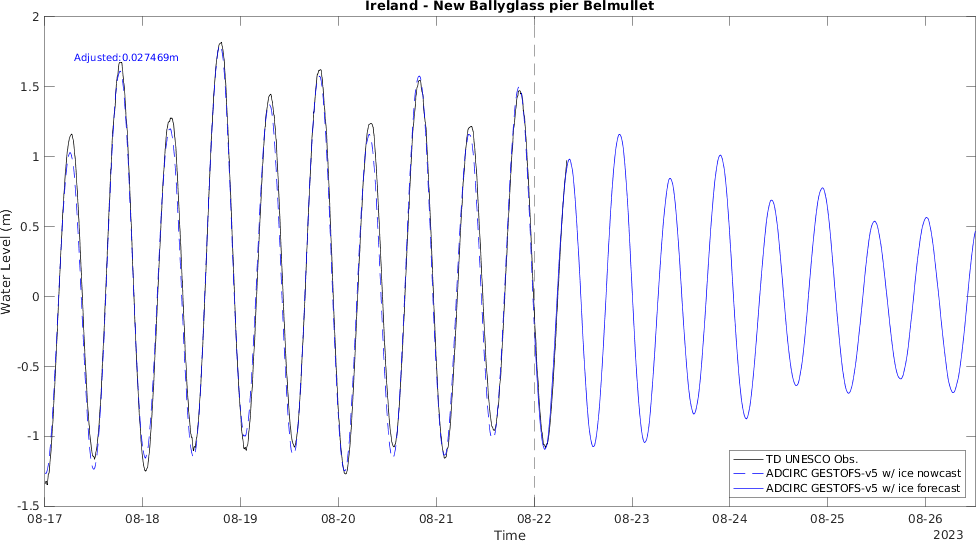 Ireland - New Ballyglass pier Belmullet
Adjusted:0.027469m
Water Level (m)
2
1.5
1
0.5
0
-0.5
-1
-1.5
TD UNESCO Obs.
ADCIRC GESTOFS-v5 w/ ice nowcast
ADCIRC GESTOFS-v5 w/ ice forecast
08-17 08-18 08-19 08-20 08-21 08-22 08-23 08-24 08-25 08-26
Time
2023